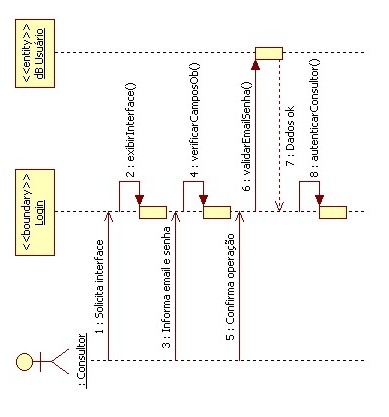 : Consultor
<<boundary>>
Login
<<entity>>
dB.Usuário
1 : Solicita interface
2 : exibirInterface()
3 : Informa email e senha
4 : verificarCamposOb()
5 : Confirma operação
6 : validarEmailSenha()
7 : Dados ok
8 : autenticarConsultor()